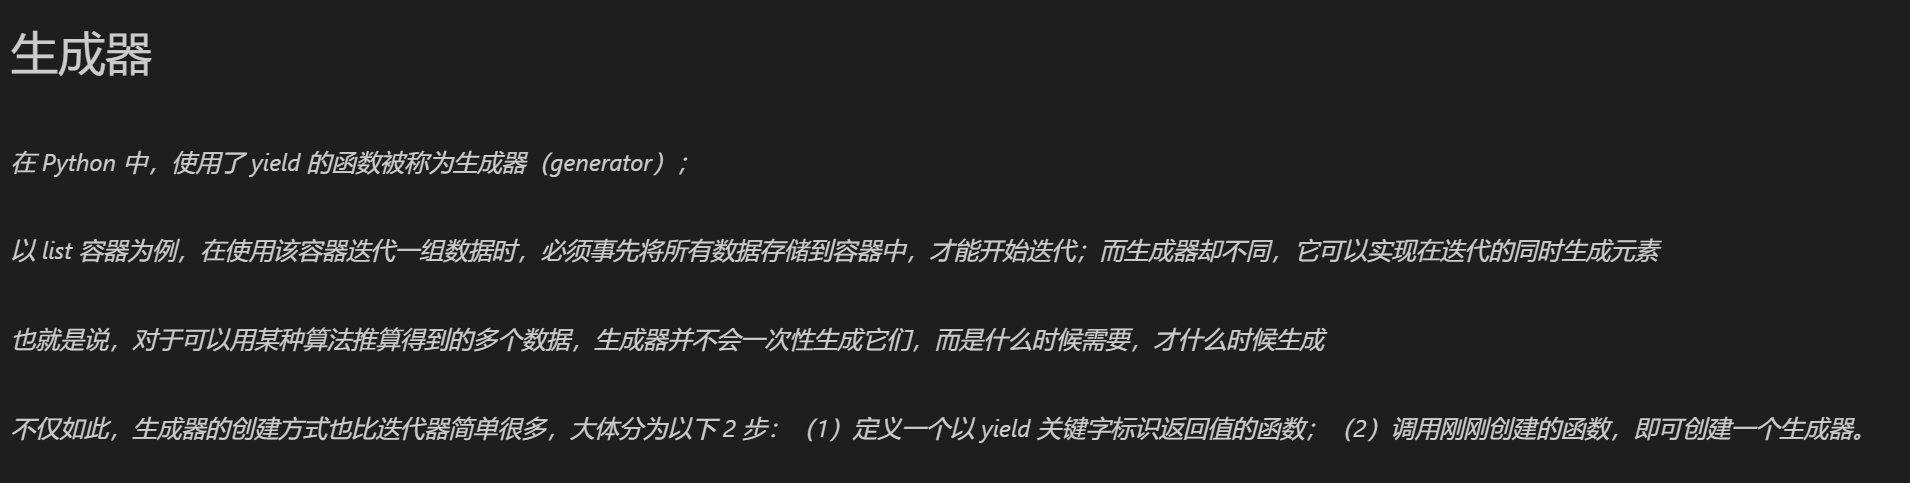 生成器
在 Python 中，使用了 yield 的函数被称为生成器（generator）；
以 list 容器为例，在使用该容器迭代一组数据时，必须事先将所有数据存储到容器中，才能开始迭代；而生成器却不同，它可以实现在迭代的同时生成元素
也就是说，对于可以用某种算法推算得到的多个数据，生成器并不会一次性生成它们，而是什么时候需要，才什么时候生成
不仅如此，生成器的创建方式也比迭代器简单很多，大体分为以下 2 步：（1）定义一个以 yield 关键字标识返回值的函数；（2）调用刚刚创建的函数，即可创建一个生成器。